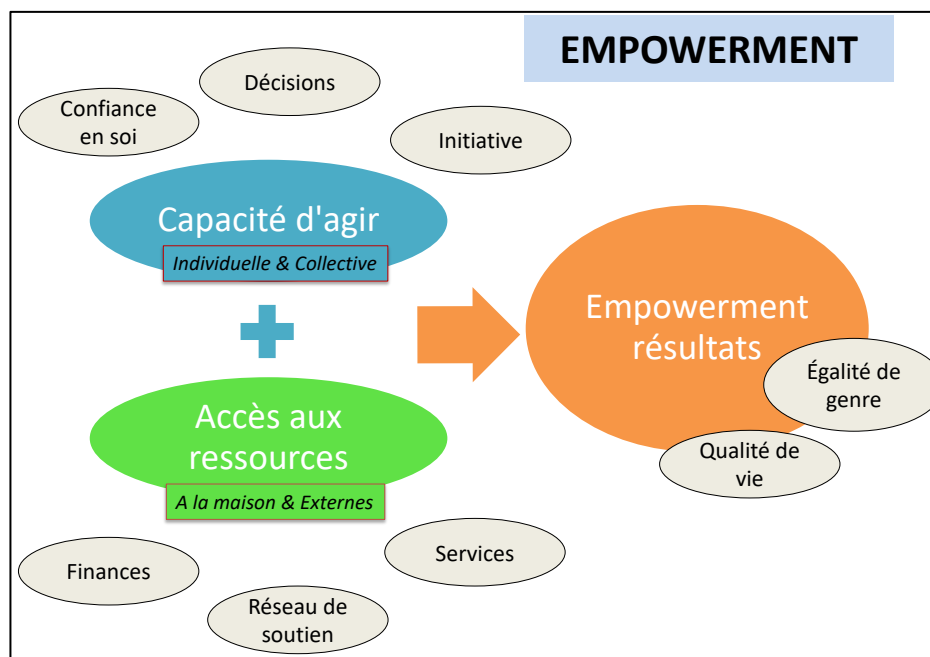 EMPOWERMENT
Décisions
Confiance
en soi
Initiative
Capacité d'agir
Individuelle & Collective
Empowerment
résultats
Égalité de
genre
Qualité de
vie
Accès aux
ressources
A la maison & Externes
Services
Finances
Réseau de
soutien